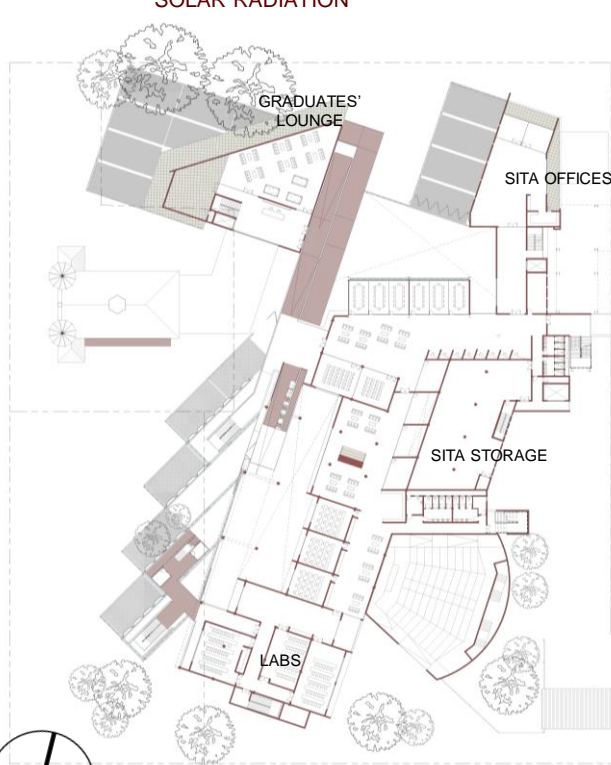 SOLAR RADIATION
GRADUATES'
LOUNGE
SITA OFFICES
SITA STORAGE
LABS